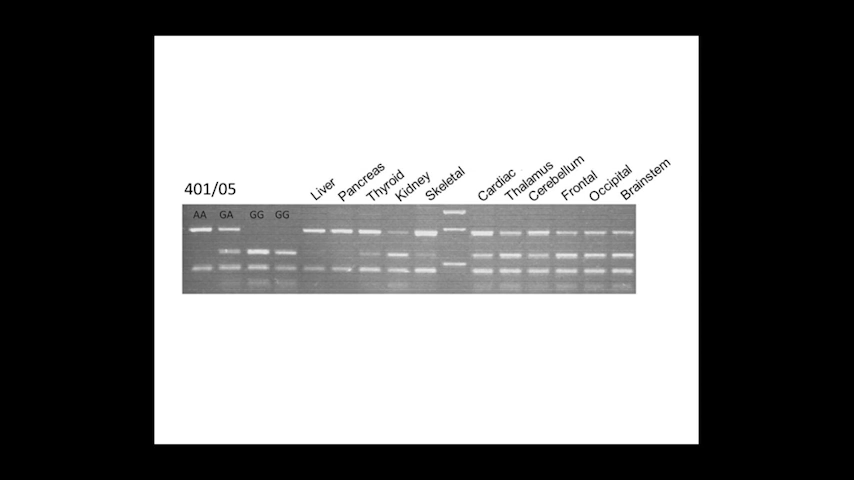 401/05
Liver Pancreas Thyroid Kidney Skeletal Cardiac Thalamus Cerebellum Frontal Occipital Brainstem
AA GA GG GG